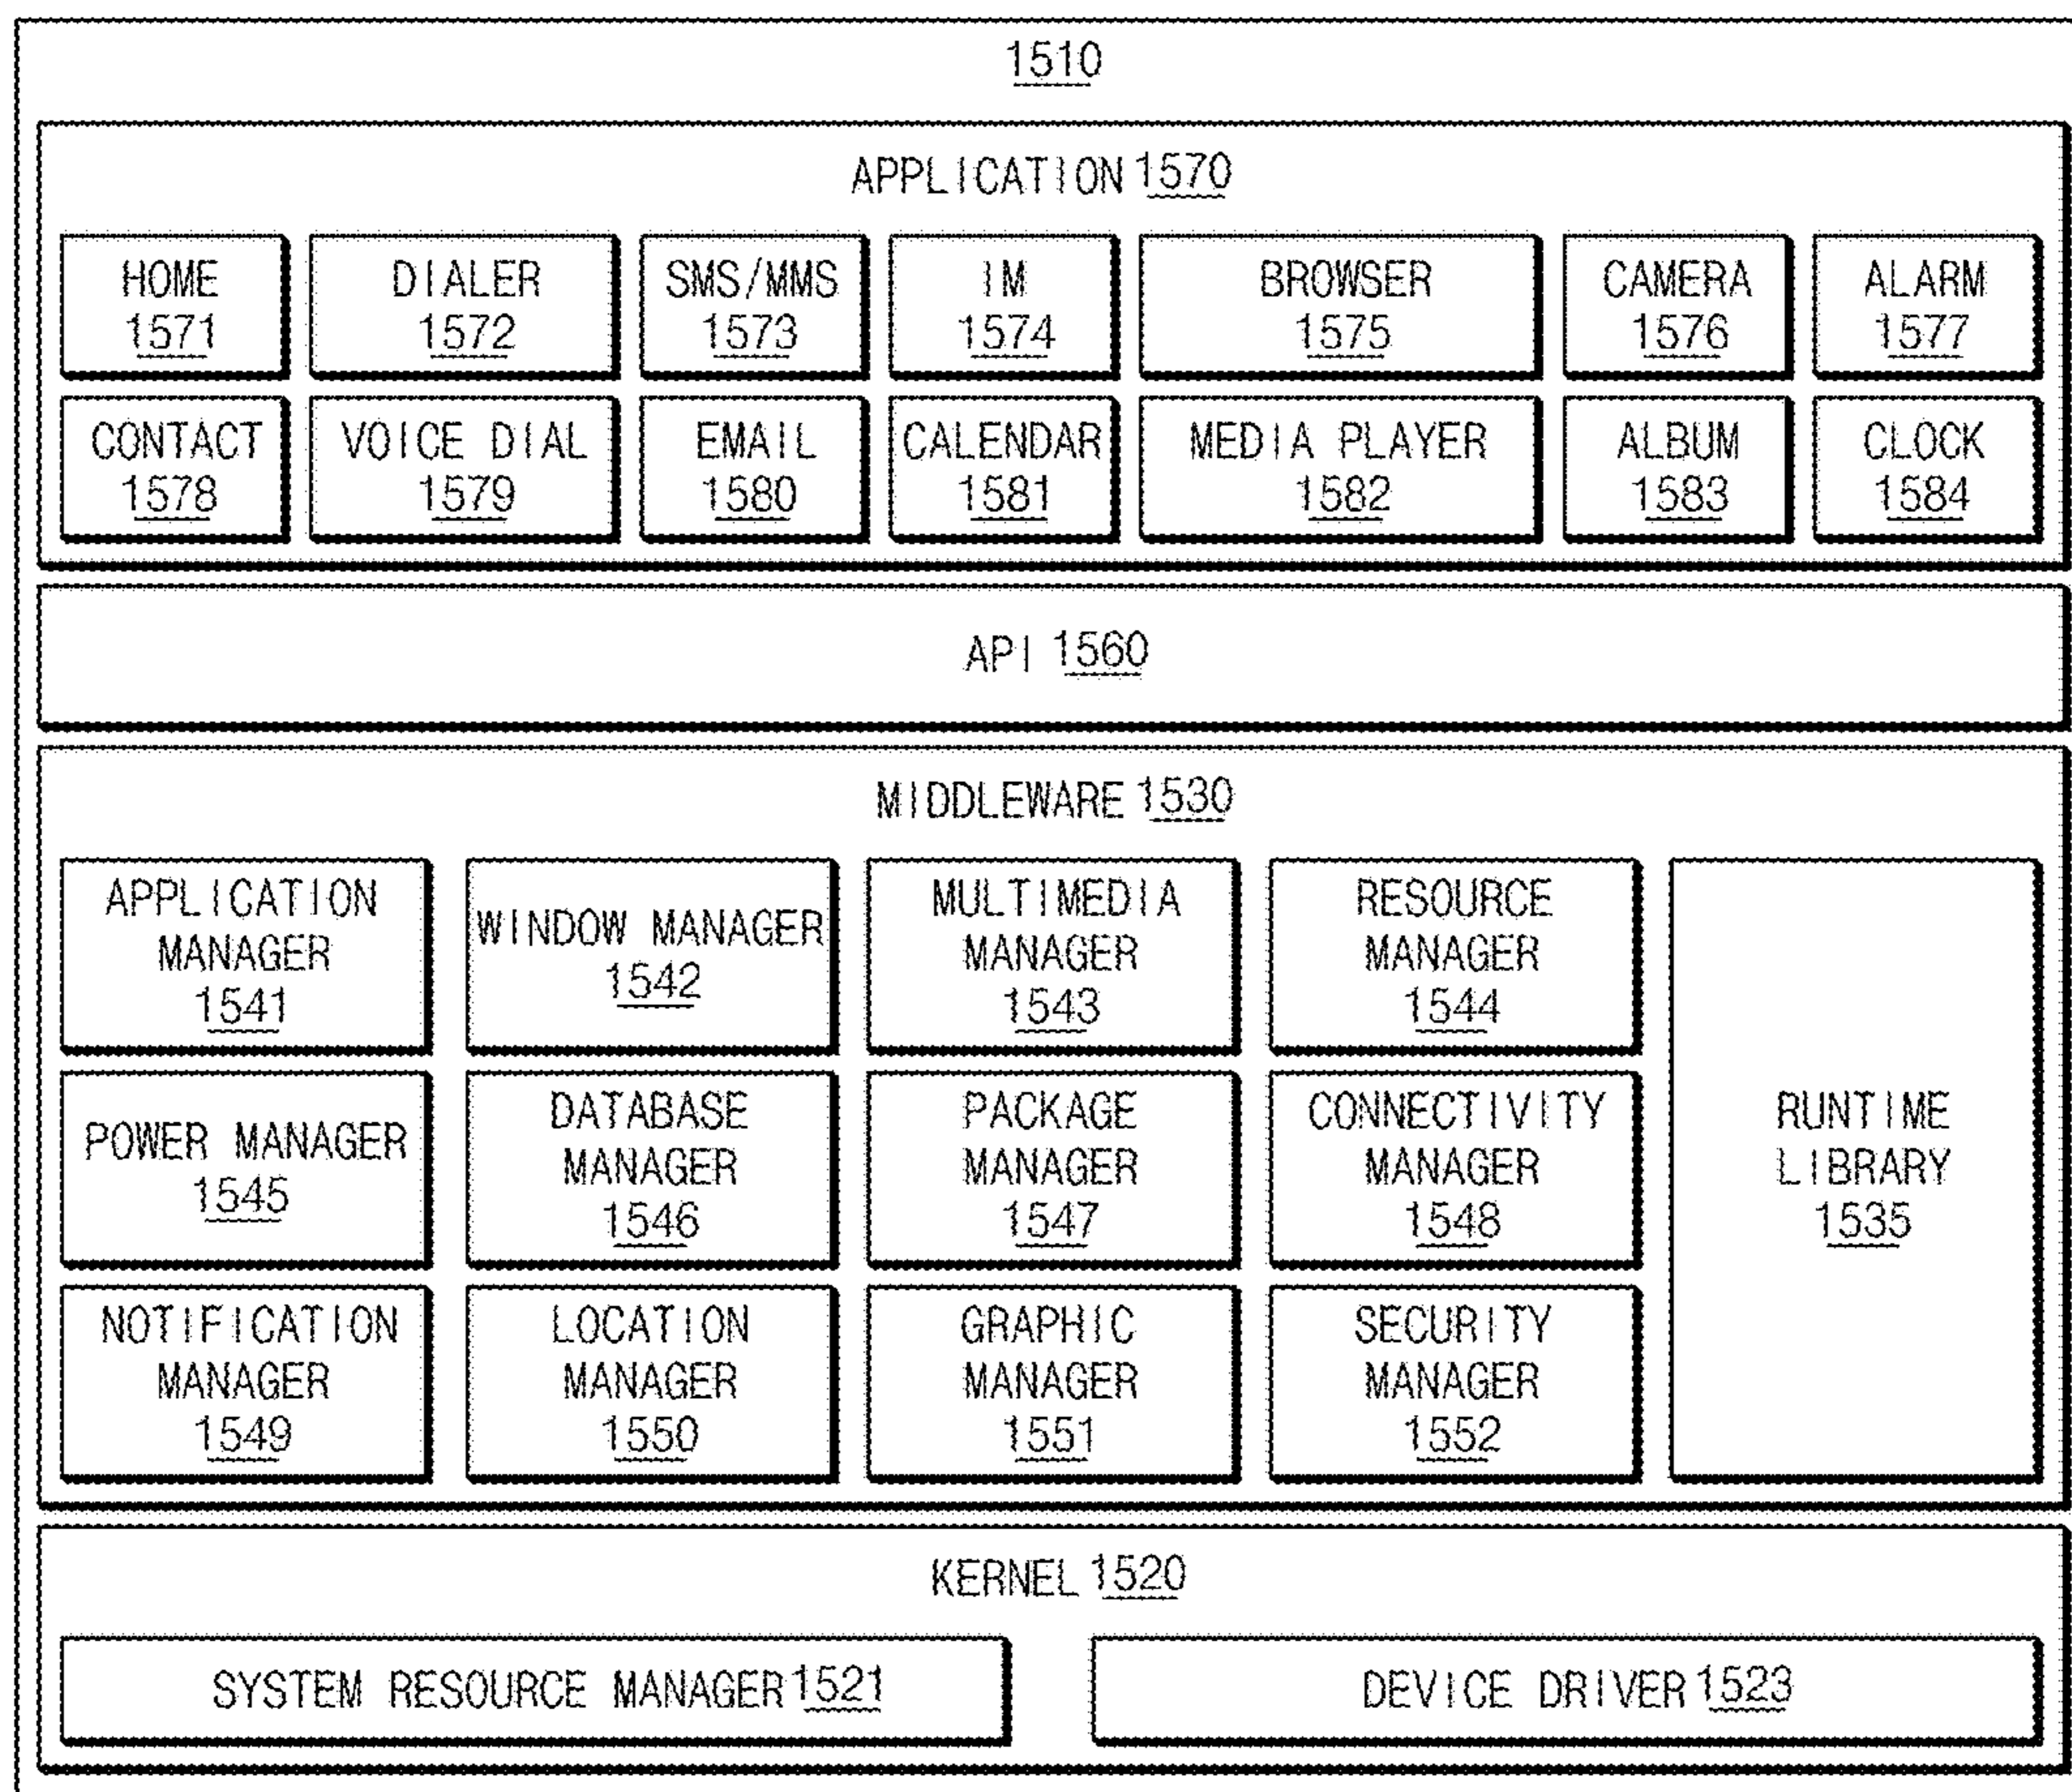 1510
APPLICATION 1570
HOME
1571
DIALER
1572
SMS/MMS
1573
IM
1574
BROWSER
1575
CAMERA
1576
ALARM
1577
CONTACT
1578
VOICE DIAL
1579
EMAIL
1580
CALENDAR
1581
MEDIA PLAYER
1582
ALBUM
1583
CLOCK
1584
API 1560
MIDDLEWARE 1530
APPLICATION
MANAGER
1541
WINDOW MANAGER
1542
MULTIMEDIA
MANAGER
1543
RESOURCE
MANAGER
1544
POWER MANAGER
1545
DATABASE
MANAGER
1546
PACKAGE
MANAGER
1547
CONNECTIVITY
MANAGER
1548
RUNTIME
LIBRARY
1535
NOTIFICATION
MANAGER
1549
LOCATION
MANAGER
1550
GRAPHIC
MANAGER
1551
SECURITY
MANAGER
1552
KERNEL 1520
SYSTEM RESOURCE MANAGER 1521
DEVICE DRIVER 1523